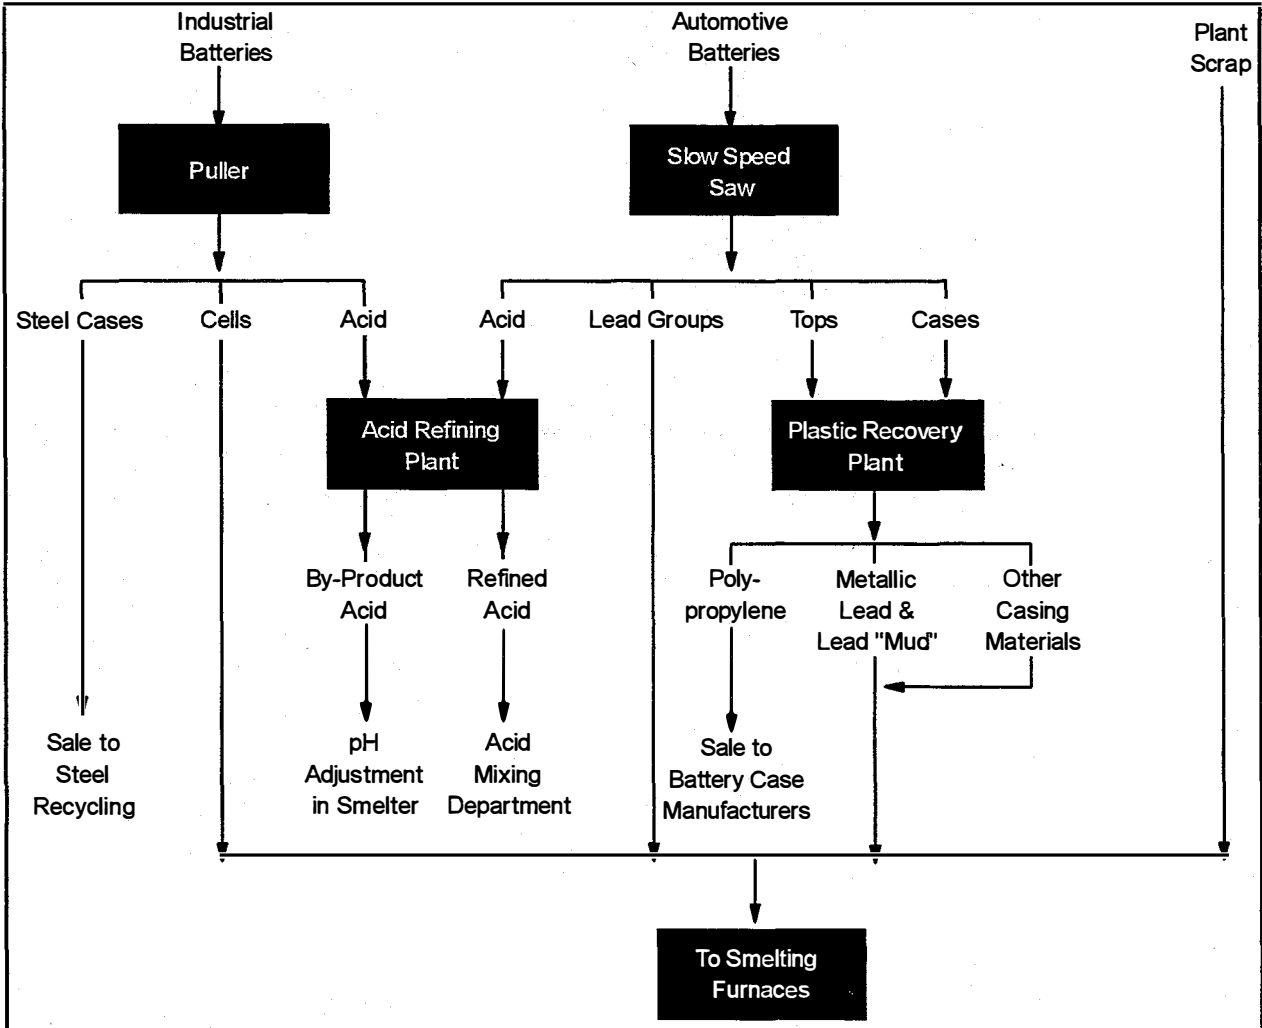 Industrial
Batteries
Automotive
Batteries
Plant
Scrap
Puller
Slow Speed
Saw
Steel Cases
Cells
Acid
Acid
Lead Groups
Tops
Cases
Acid Refining
Plant
Plastic Recovery
Plant
By-Product
Acid
Refined
Acid
Poly-
propylene
Metallic
Lead &
Lead "Mud"
Other
Casing
Materials
Sale to
Steel
Recycling
pH
Adjustment
in Smelter
Acid
Mixing
Department
Sale to
Battery Case
Manufacturers
To Smelting
Furnaces